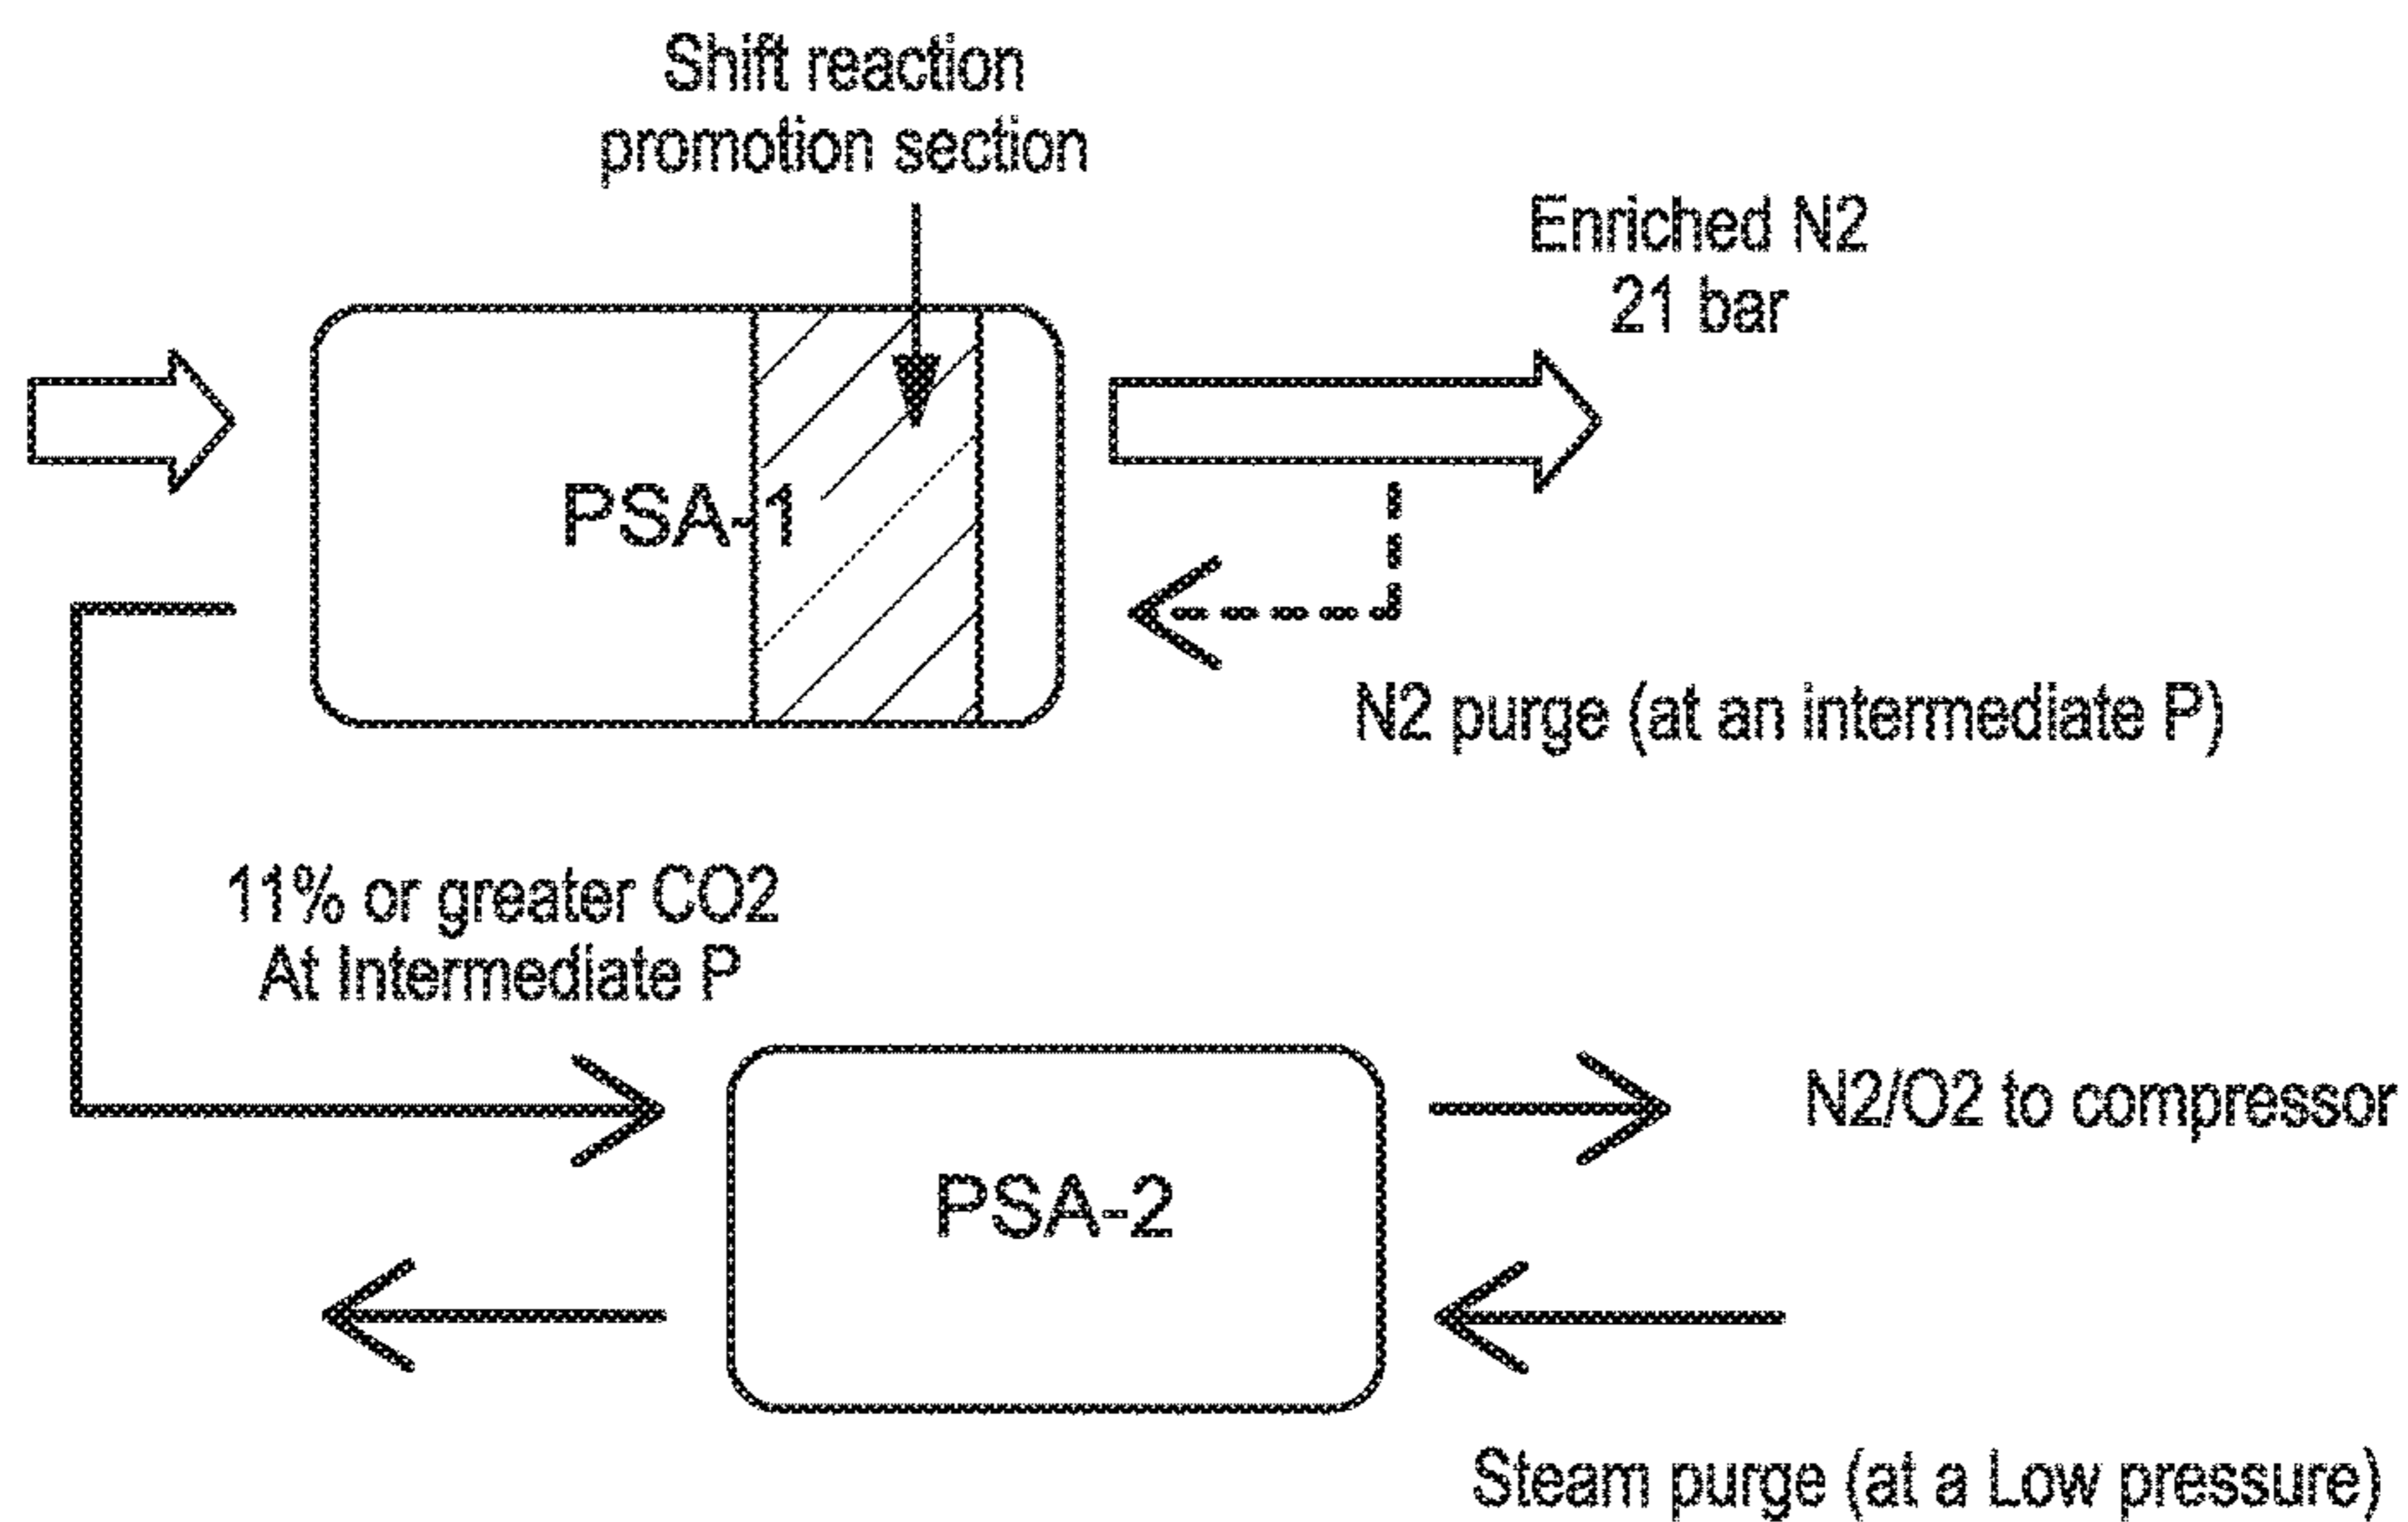 Shift reaction
promotion section
Enriched N2
21 bar
PSA-1
N2 purge (at an intermediate P)
11% or greater CO2
At Intermediate P
N2/O2 to compressor
PSA-2
Steam purge (at a Low pressure)